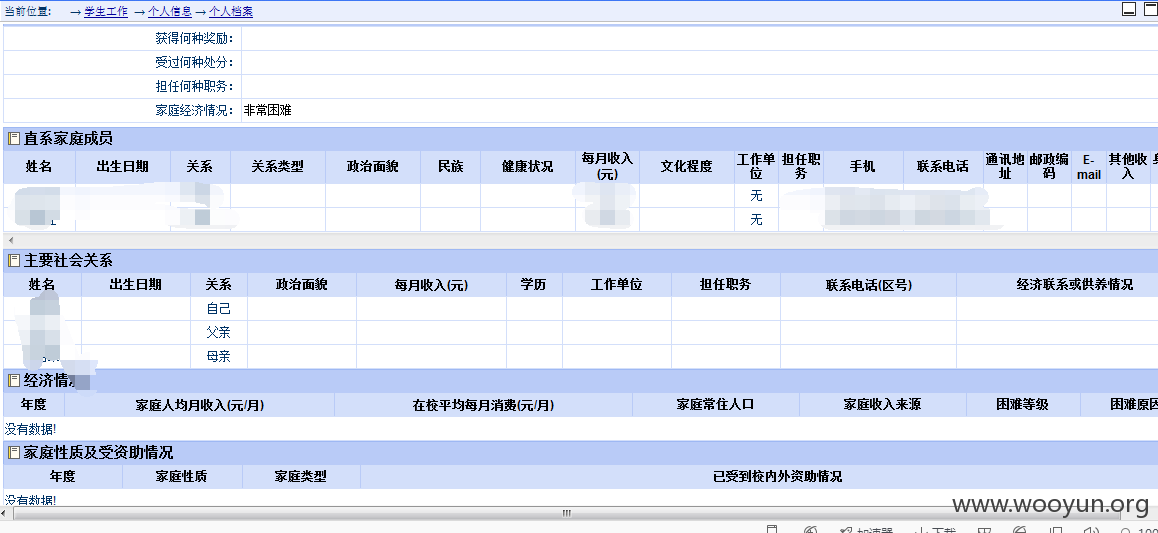 当前位置: → 学生工作 → 个人信息 → 个人档案
获得何种奖励:
受过何种处分:
担任何种职务:
家庭经济情况: 非常困难
直系家庭成员
姓名 出生日期 关系 关系类型 政治面貌 民族 健康状况 每月收入(元) 文化程度 工作单位 担任职务 手机 联系电话 通讯地址 邮政编码 E-mail 其他收入
无
无
主要社会关系
姓名 出生日期 关系 政治面貌 每月收入(元) 学历 工作单位 担任职务 联系电话(区号) 经济联系或供养情况
自己
父亲
母亲
经济情
年度 家庭人均月收入(元/月) 在校平均每月消费(元/月) 家庭常住人口 家庭收入来源 困难等级 困难原因
没有数据!
家庭性质及受资助情况
年度 家庭性质 家庭类型 已受到校内外资助情况
没有数据!
www.wooyun.org
加速器 下载